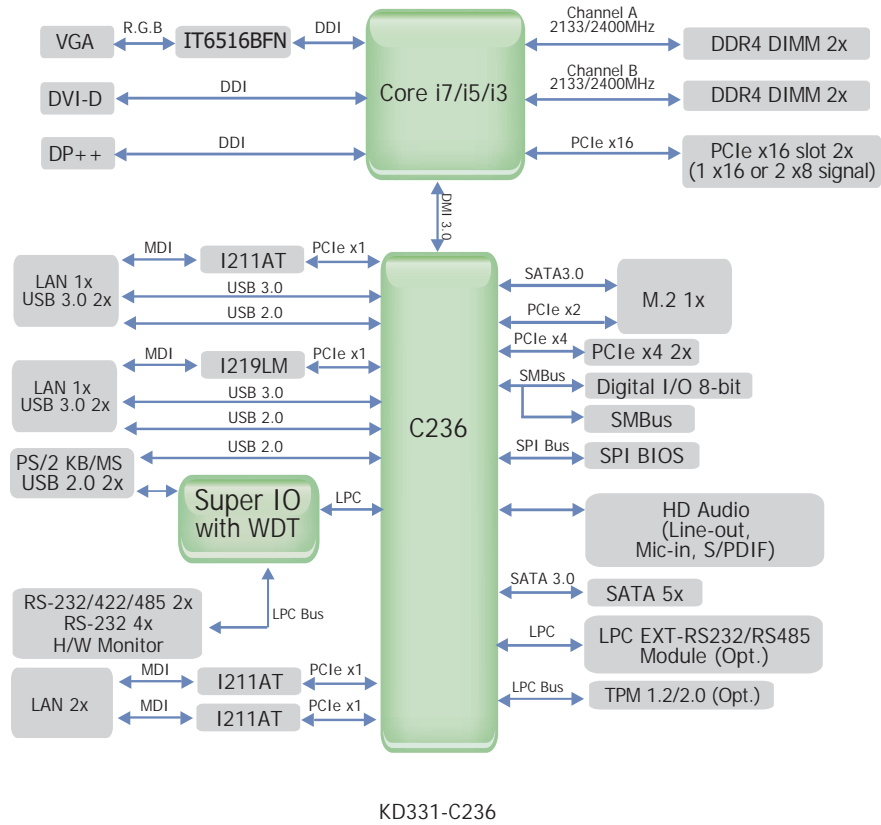 VGA
R.G.B
IT6516BFN
DDI
Core i7/i5/i3
Channel A
2133/2400MHz
DDR4 DIMM 2x
DVI-D
DDI
Channel B
2133/2400MHz
DDR4 DIMM 2x
DP++
DDI
PCIe x16
PCIe x16 slot 2x
(1 x16 or 2 x8 signal)
DMI 3.0
LAN 1x
USB 3.0 2x
MDI
I211AT
PCIe x1
USB 3.0
USB 2.0
C236
SATA3.0
PCIe x2
M.2 1x
PCIe x4
PCIe x4 2x
LAN 1x
USB 3.0 2x
MDI
I219LM
PCIe x1
USB 3.0
USB 2.0
SMBus
Digital I/O 8-bit
SMBus
PS/2 KB/MS
USB 2.0 2x
USB 2.0
SPI Bus
SPI BIOS
Super IO
with WDT
LPC
HD Audio
(Line-out,
Mic-in, S/PDIF)
RS-232/422/485 2x
RS-232 4x
H/W Monitor
LPC Bus
SATA 3.0
SATA 5x
LPC
LPC EXT-RS232/RS485
Module (Opt.)
LAN 2x
MDI
I211AT
PCIe x1
MDI
I211AT
PCIe x1
LPC Bus
TPM 1.2/2.0 (Opt.)
KD331-C236